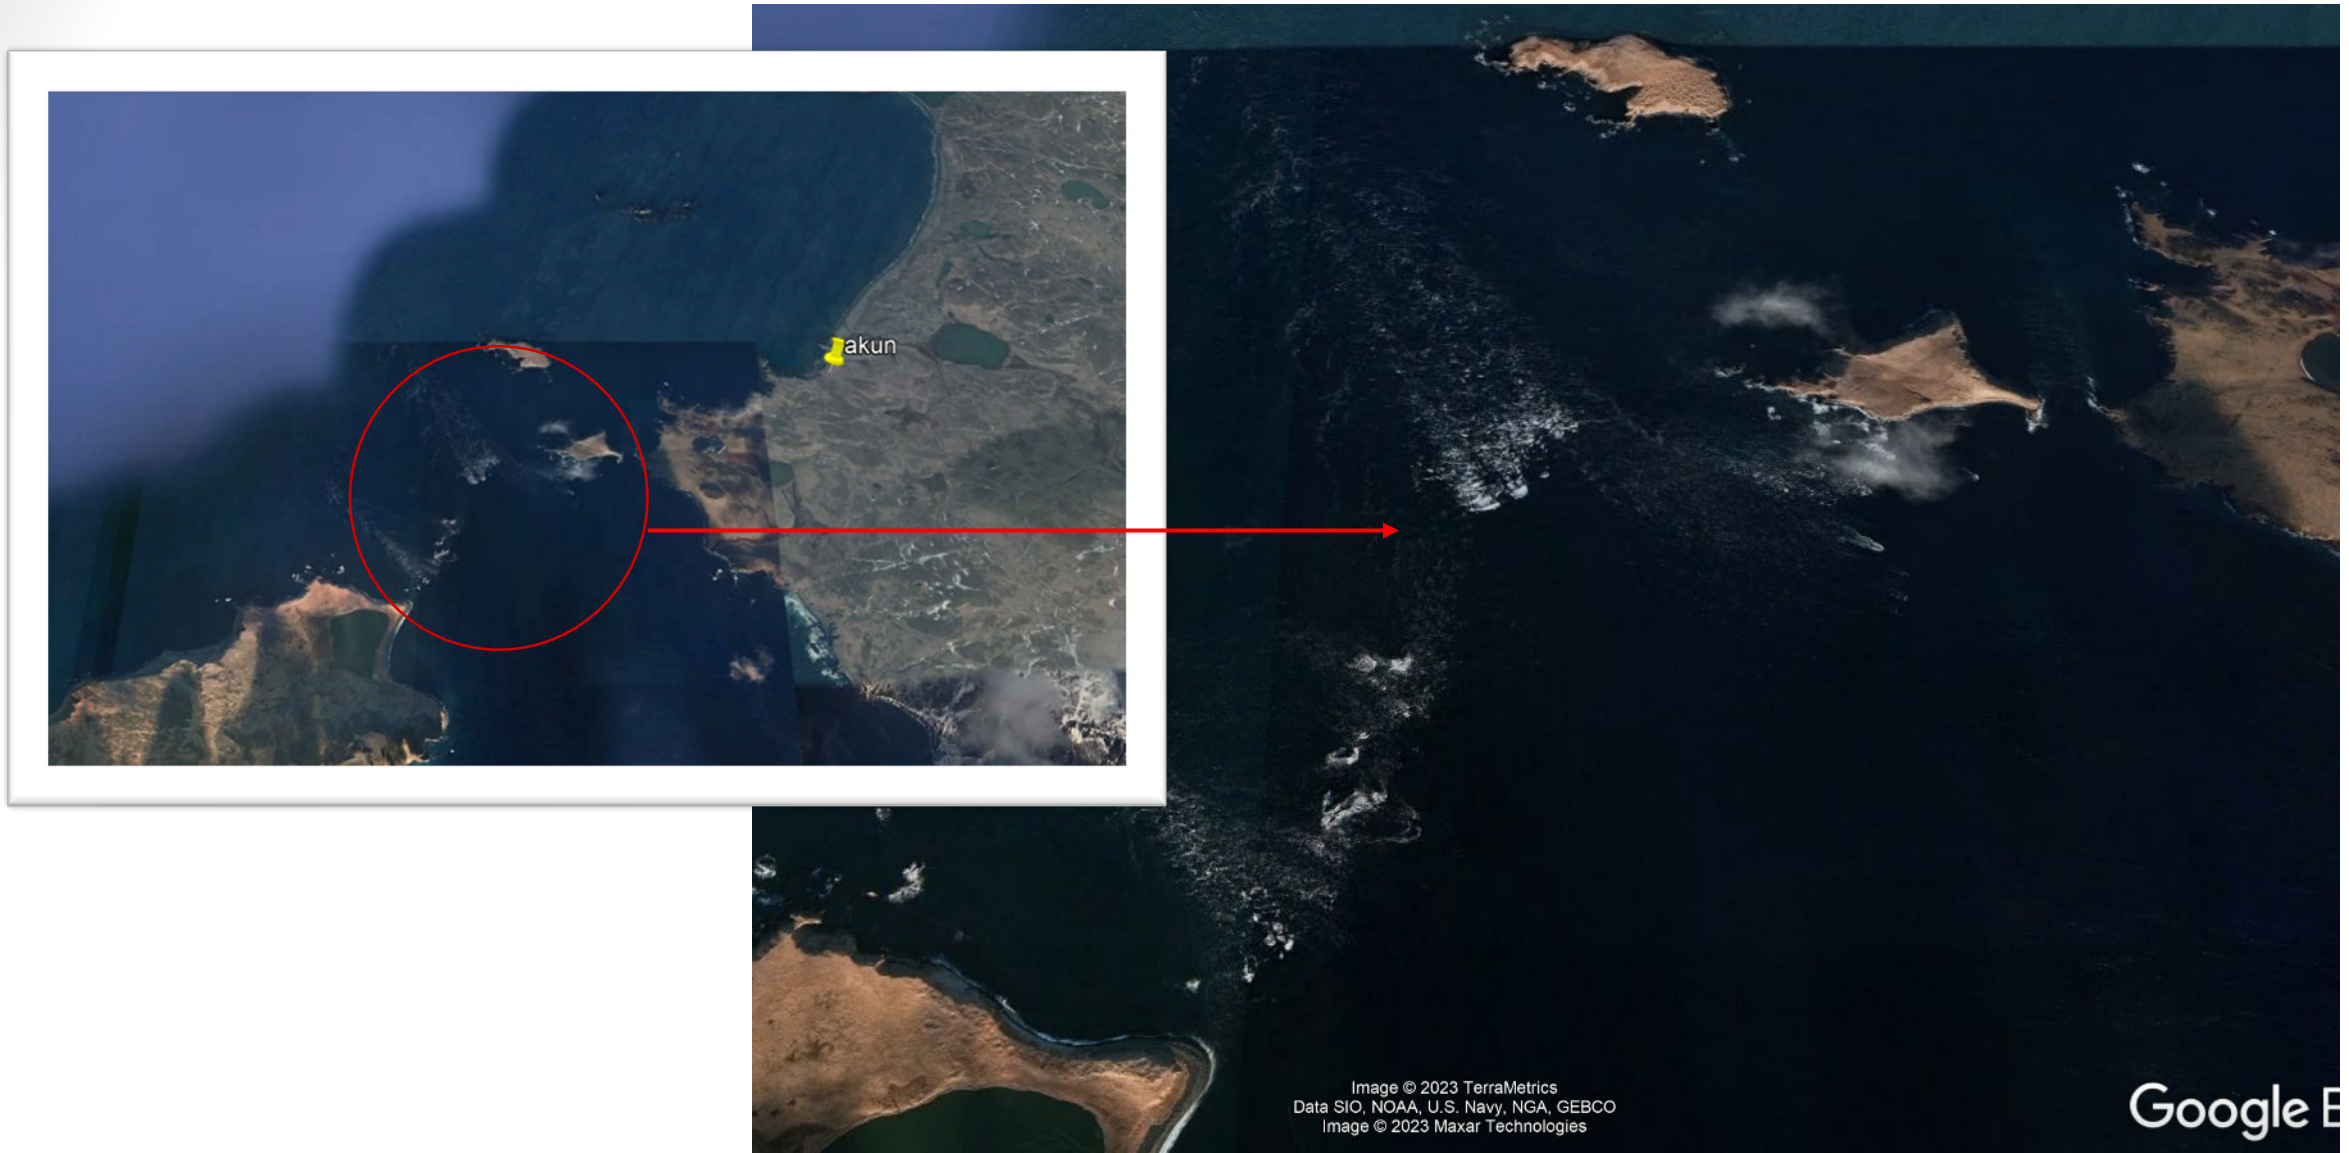 akun
Image © 2023 TerraMetrics
Data SIO, NOAA, U.S. Navy, NGA, GEBCO
Image © 2023 Maxar Technologies
Google E